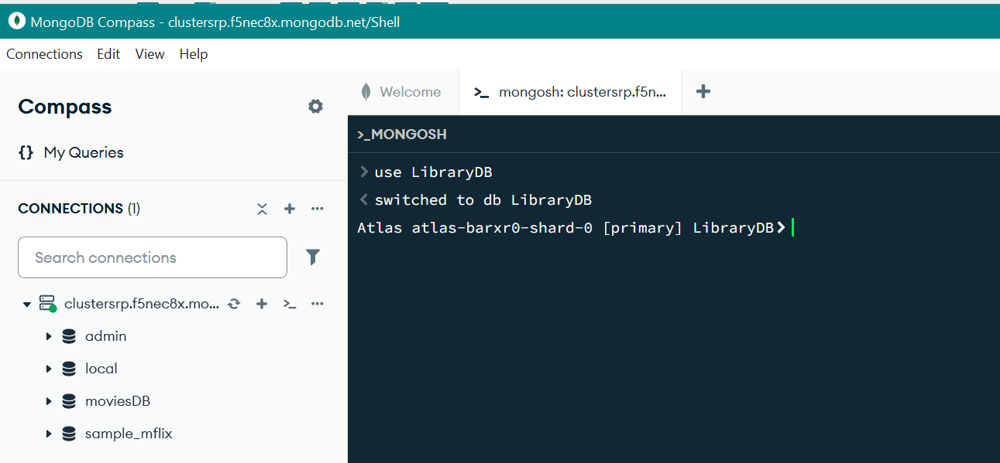 MongoDB Compass - clustersrp.f5nec8x.mongodb.net/Shell
Connections Edit View Help
Compass
{} My Queries
CONNECTIONS (1)
Search connections
clustersrp.f5nec8x.mo...
admin
local
moviesDB
sample_mflix
Welcome
>_ mongosh: clustersrp.f5n...
>_MONGOSH
> use LibraryDB
< switched to db LibraryDB
Atlas atlas-barxr0-shard-0 [primary] LibraryDB>